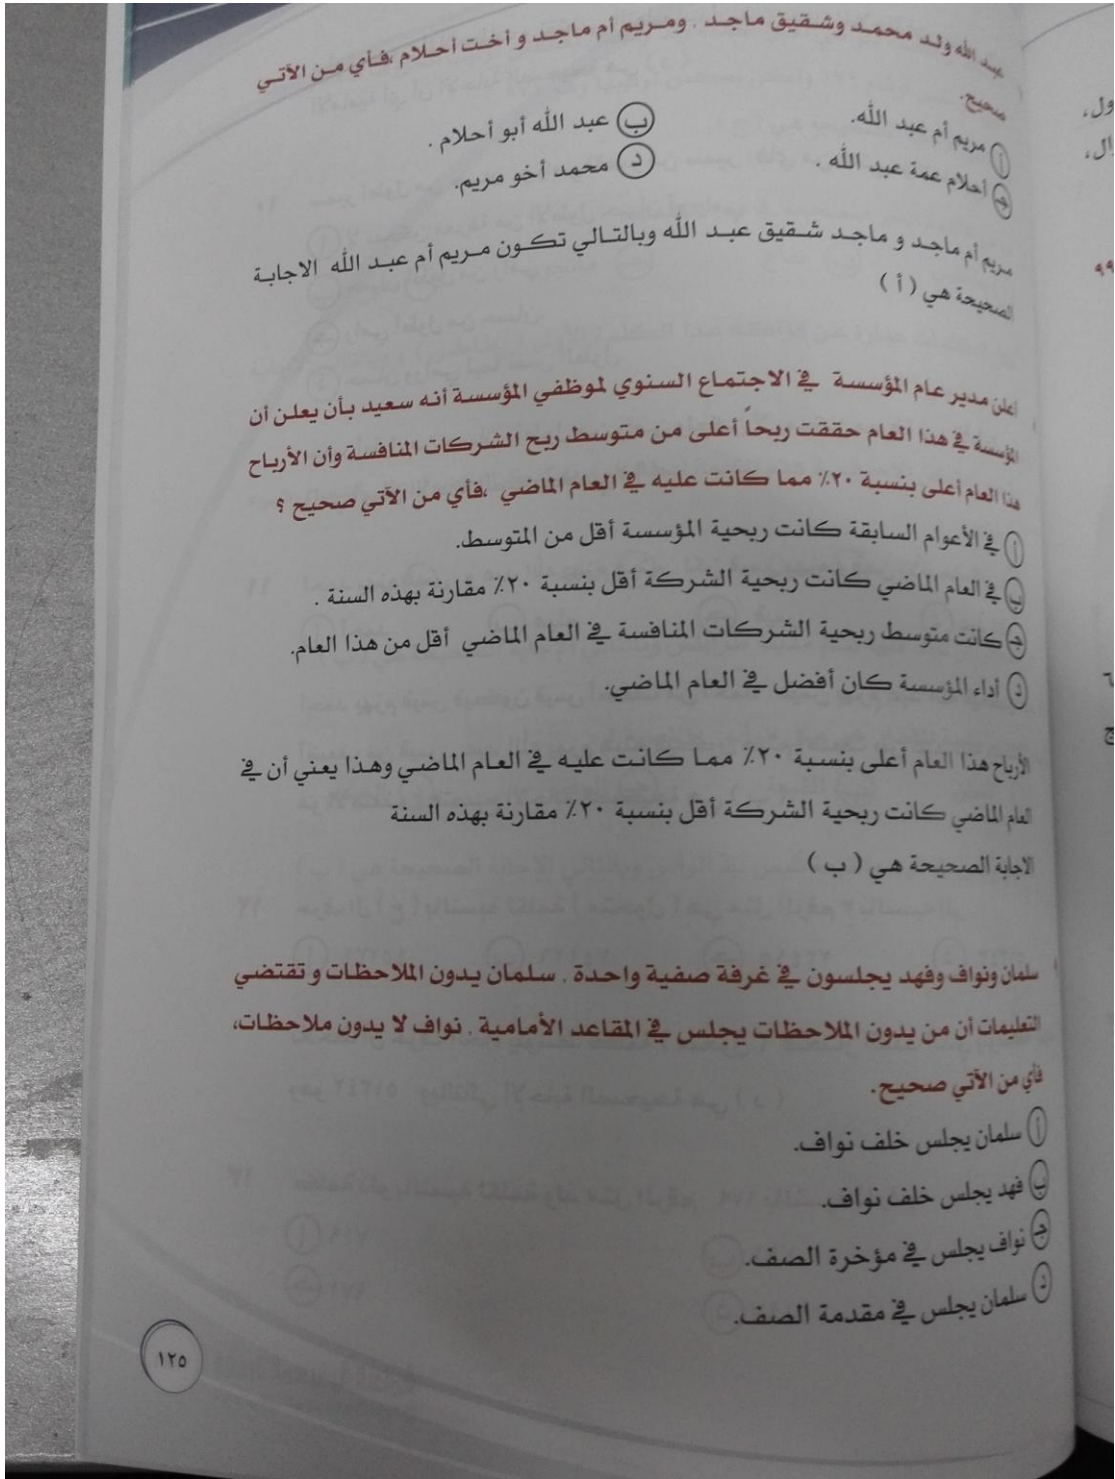 عبد الله ولد محمد وشقيق ماجد . ومريم أم ماجد و أخت أحلام ،فأي من الآتي
صحيح.
أ مريم أم عبد الله.
ب عبد الله أبو أحلام .
ج أحلام عمة عبد الله .
د محمد أخو مريم.
مريم أم ماجد و ماجد شقيق عبد الله وبالتالي تكون مريم أم عبد الله الاجابة
الصحيحة هي ( أ )
أعلن مدير عام المؤسسة في الاجتماع السنوي لموظفي المؤسسة أنه سعيد بأن يعلن أن
المؤسسة في هذا العام حققت ربحاً أعلى من متوسط ربح الشركات المنافسة وأن الأرباح
هذا العام أعلى بنسبة ٢٠٪ مما كانت عليه في العام الماضي ،فأي من الآتي صحيح ؟
أ في الأعوام السابقة كانت ربحية المؤسسة أقل من المتوسط.
ب في العام الماضي كانت ربحية الشركة أقل بنسبة ٢٠٪ مقارنة بهذه السنة .
ج كانت متوسط ربحية الشركات المنافسة في العام الماضي أقل من هذا العام.
د أداء المؤسسة كان أفضل في العام الماضي.
الأرباح هذا العام أعلى بنسبة ٢٠٪ مما كانت عليه في العام الماضي وهذا يعني أن في
العام الماضي كانت ربحية الشركة أقل بنسبة ٢٠٪ مقارنة بهذه السنة
الاجابة الصحيحة هي ( ب )
سلمان ونواف وفهد يجلسون في غرفة صفية واحدة . سلمان يدون الملاحظات و تقتضي
التعليمات أن من يدون الملاحظات يجلس في المقاعد الأمامية . نواف لا يدون ملاحظات،
فأي من الآتي صحيح.
أ سلمان يجلس خلف نواف.
ب فهد يجلس خلف نواف.
ج نواف يجلس في مؤخرة الصف.
د سلمان يجلس في مقدمة الصف.
١٢٥